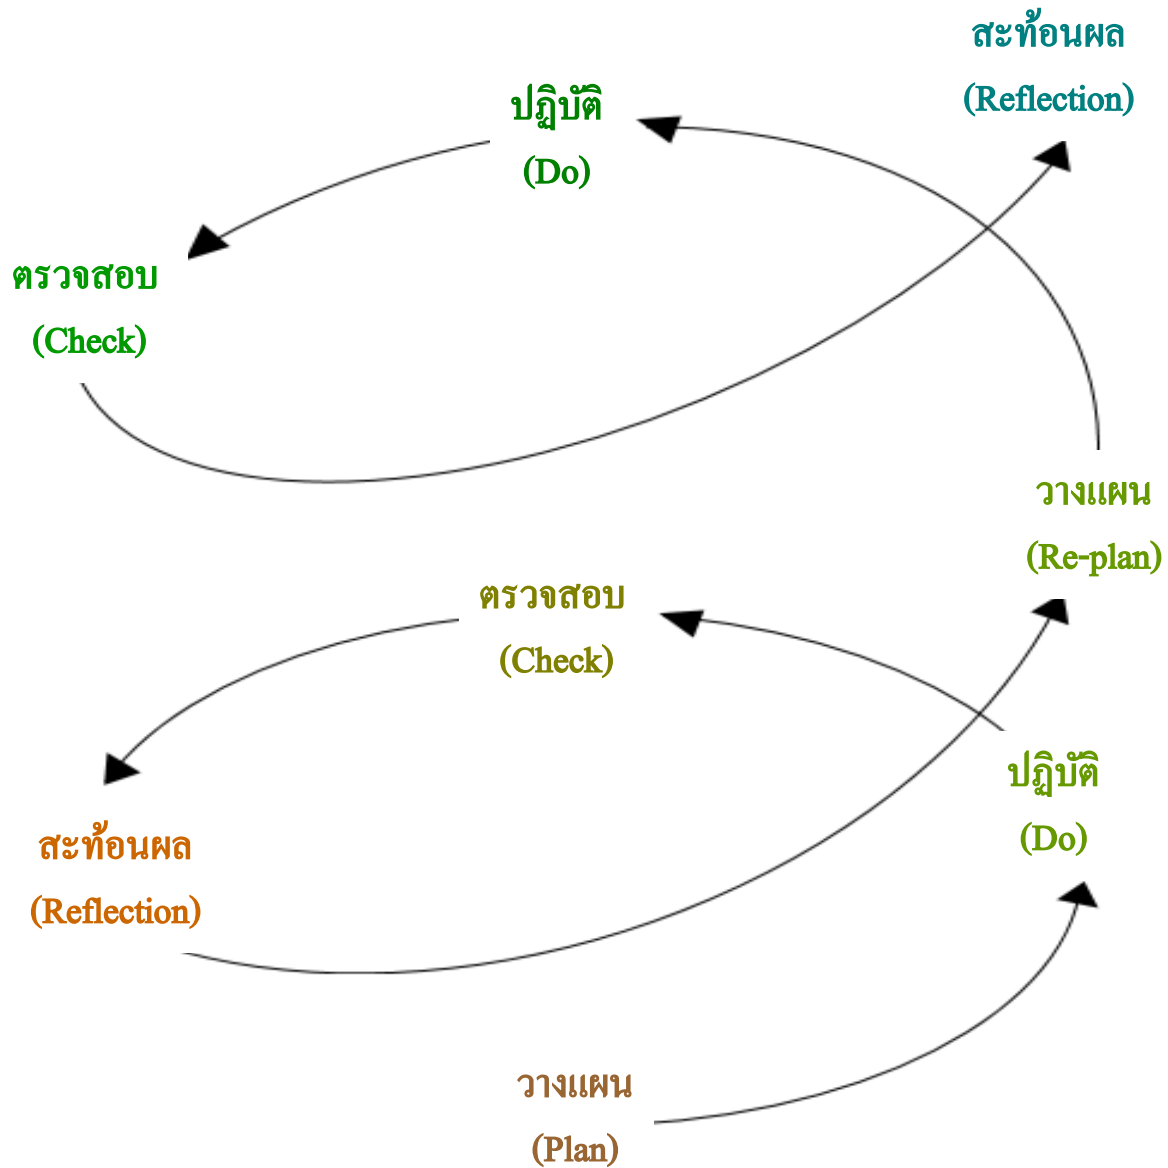 สะท้อนผล
(Reflection)
ปฏิบัติ
(Do)
ตรวจสอบ
(Check)
วางแผน
(Re-plan)
ตรวจสอบ
(Check)
ปฏิบัติ
(Do)
สะท้อนผล
(Reflection)
วางแผน
(Plan)